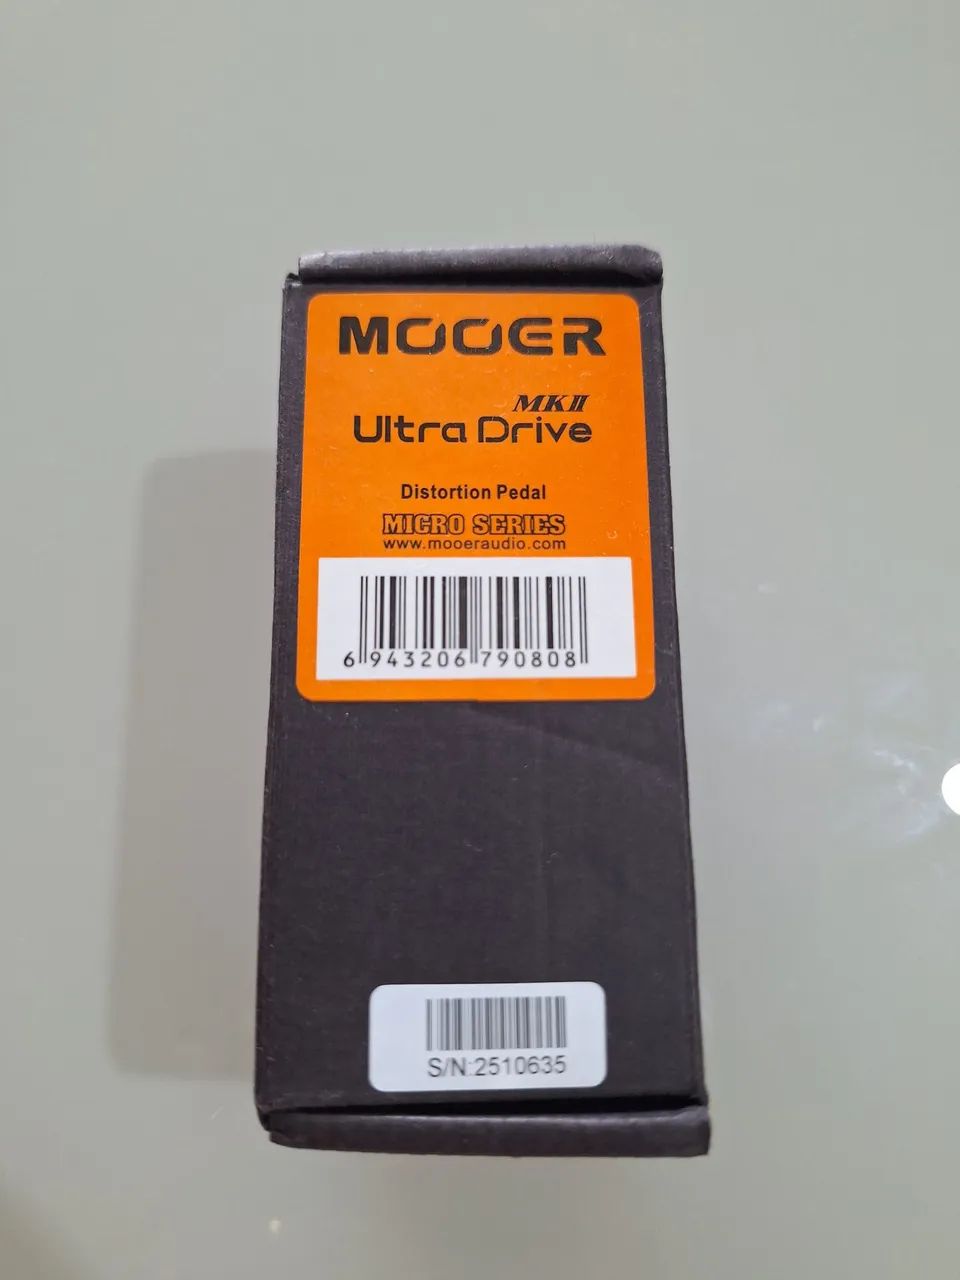 MOOER
MKII
Ultra Drive
Distortion Pedal
MICRO SERIES
www.mooeraudio.com
6 943206 790808
S/N:2510635